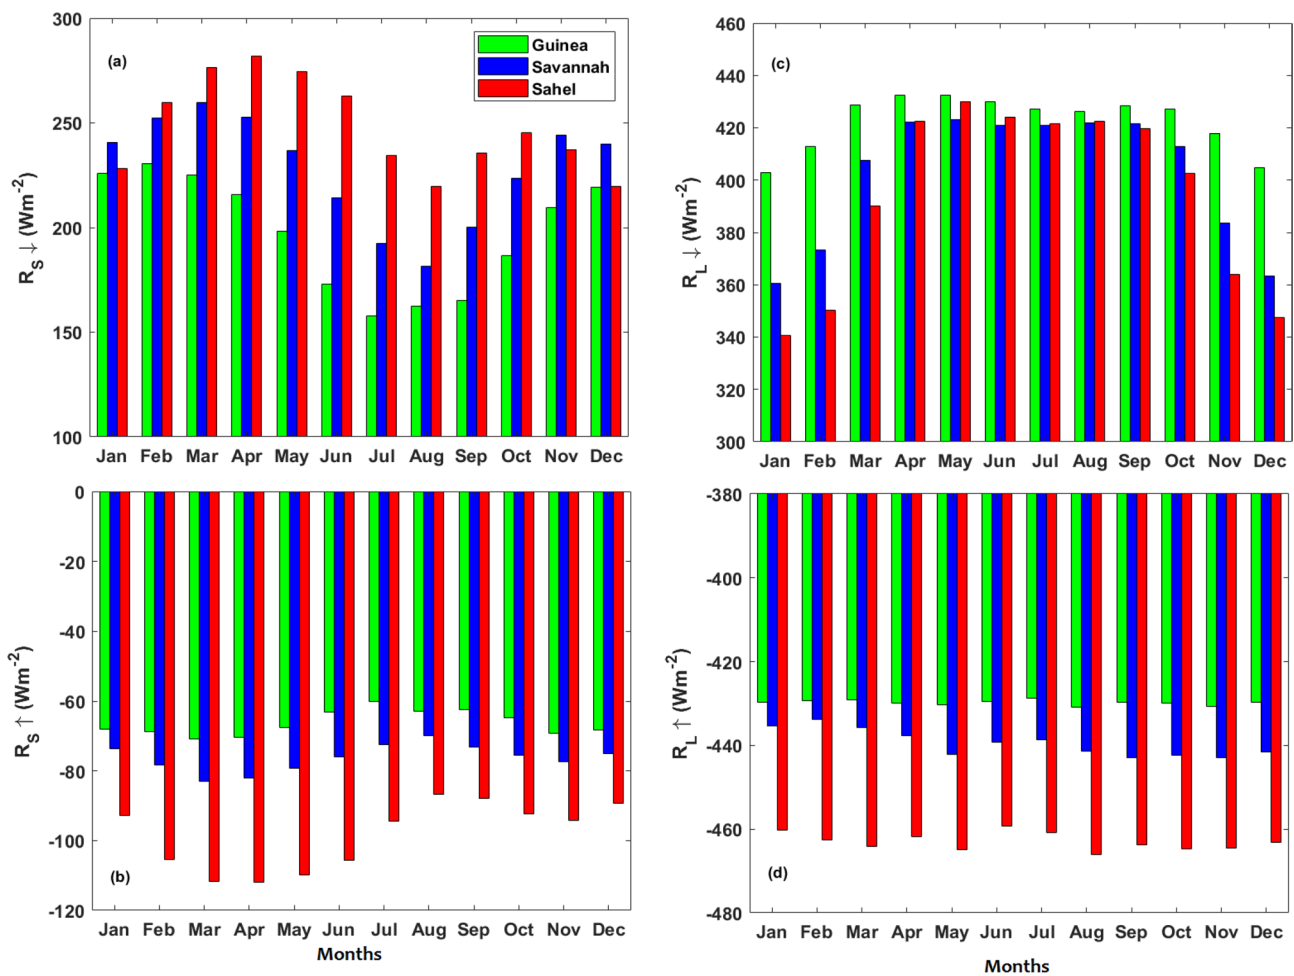 300
250
200
150
100
R_S ↓ (Wm⁻²)
(a)
Guinea
Savannah
Sahel
Jan Feb Mar Apr May Jun Jul Aug Sep Oct Nov Dec
460
440
420
400
380
360
340
320
300
R_L ↓ (Wm⁻²)
(c)
Jan Feb Mar Apr May Jun Jul Aug Sep Oct Nov Dec
0
-20
-40
-60
-80
-100
-120
R_S ↑ (Wm⁻²)
(b)
Jan Feb Mar Apr May Jun Jul Aug Sep Oct Nov Dec
Months
-380
-400
-420
-440
-460
-480
R_L ↑ (Wm⁻²)
(d)
Jan Feb Mar Apr May Jun Jul Aug Sep Oct Nov Dec
Months